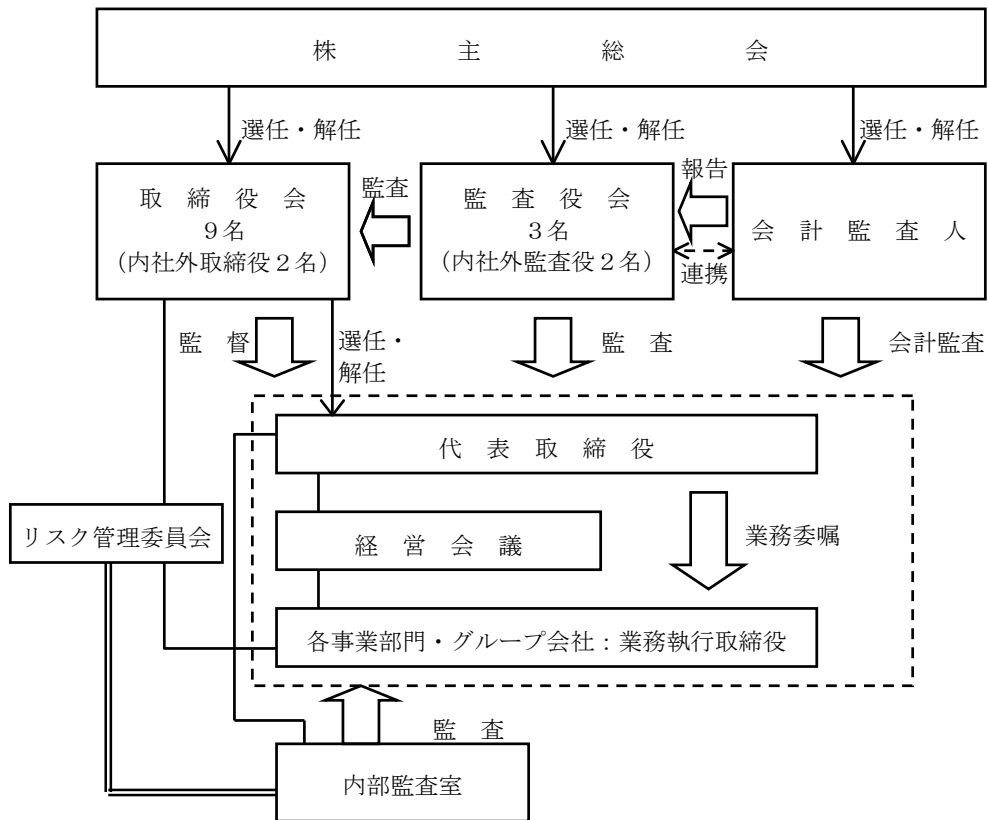 株　主　総　会
選任・解任
選任・解任
選任・解任
取　締　役　会
９名
（内社外取締役２名）
監査
監　査　役　会
３名
（内社外監査役２名）
報告
連携
会　計　監　査　人
監　督
選任・
解任
監　査
会計監査
代　表　取　締　役
リスク管理委員会
経　営　会　議
業務委嘱
各事業部門・グループ会社：業務執行取締役
監　査
内部監査室